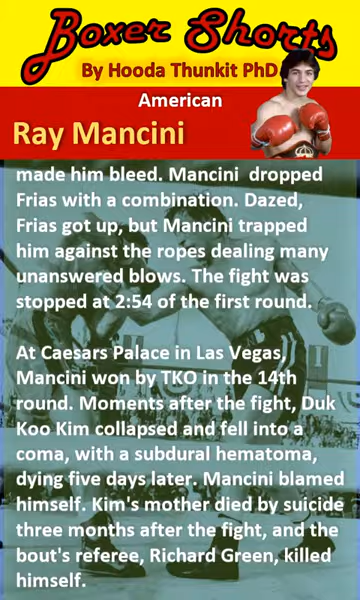 Boxer Shorts
By Hooda Thunkit PhD
American
Ray Mancini
made him bleed. Mancini dropped
Frias with a combination. Dazed,
Frias got up, but Mancini trapped
him against the ropes dealing many
unanswered blows. The fight was
stopped at 2:54 of the first round.
At Caesars Palace in Las Vegas,
Mancini won by TKO in the 14th
round. Moments after the fight, Duk
Koo Kim collapsed and fell into a
coma, with a subdural hematoma,
dying five days later. Mancini blamed
himself. Kim's mother died by suicide
three months after the fight, and the
bout's referee, Richard Green, killed
himself.